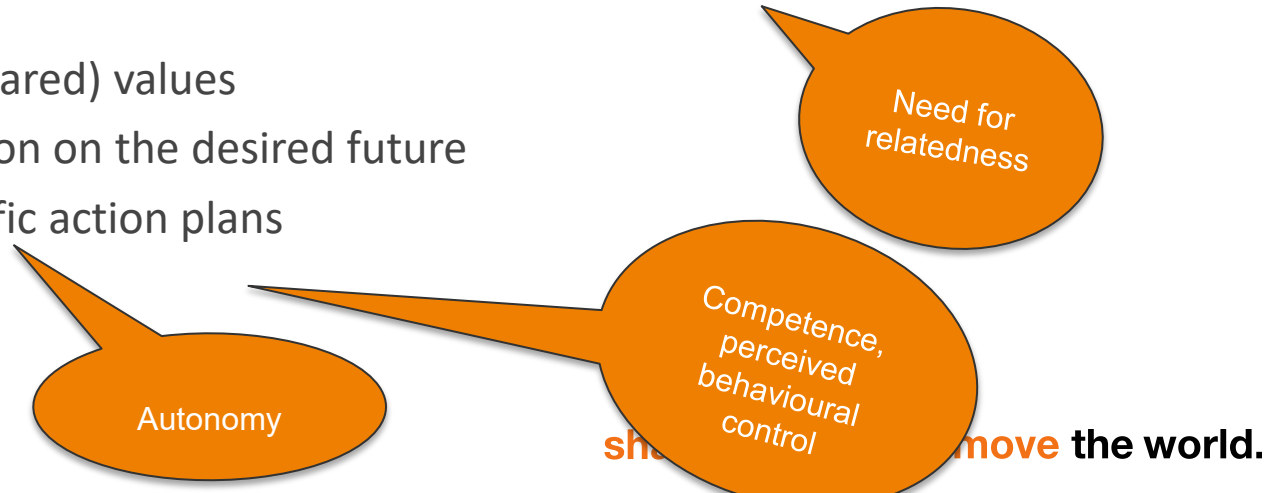 ared) values
on on the desired future
fic action plans
Need for
relatedness
Competence,
perceived
behavioural
control
Autonomy
sh move the world.